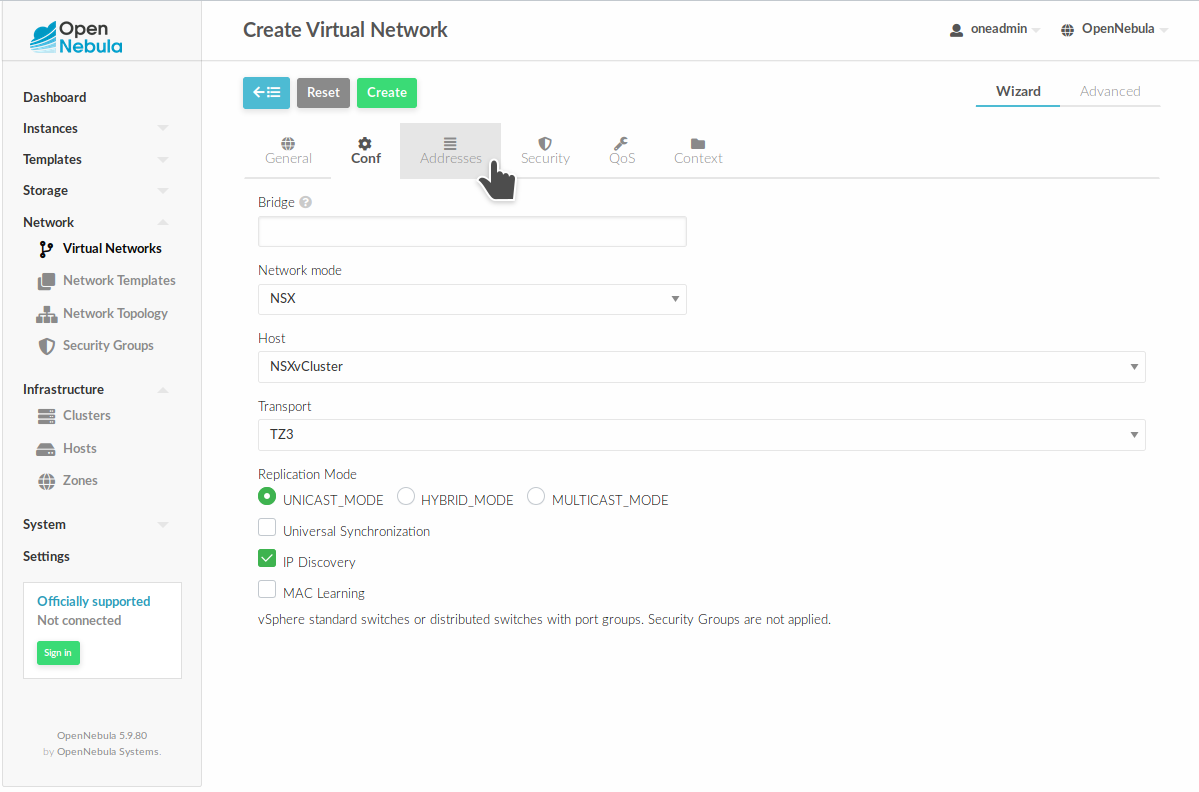 Open
Nebula
Create Virtual Network
oneadmin
OpenNebula
Dashboard
Instances
Templates
Storage
Network
Virtual Networks
Network Templates
Network Topology
Security Groups
Infrastructure
Clusters
Hosts
Zones
System
Settings
Officially supported
Not connected
Sign in
OpenNebula 5.9.80
by OpenNebula Systems.
Reset
Create
Wizard
Advanced
General
Conf
Addresses
Security
QoS
Context
Bridge
Network mode
NSX
Host
NSXvCluster
Transport
TZ3
Replication Mode
UNICAST_MODE HYBRID_MODE MULTICAST_MODE
Universal Synchronization
IP Discovery
MAC Learning
vSphere standard switches or distributed switches with port groups. Security Groups are not applied.